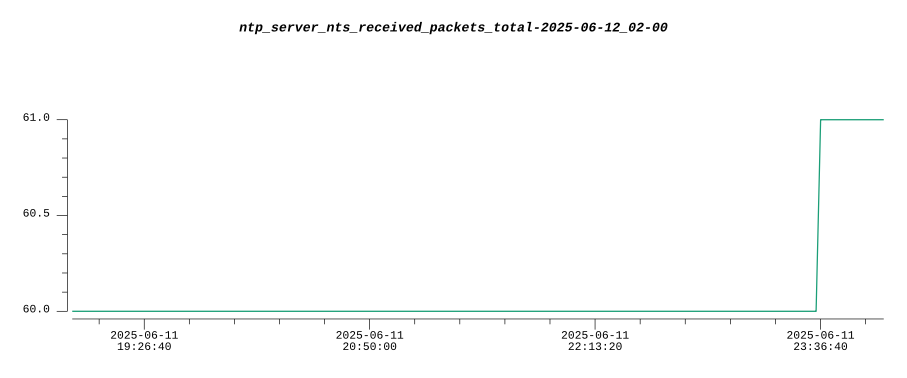 ntp_server_nts_received_packets_total-2025-06-12_02-00
61.0
60.5
60.0
2025-06-11 2025-06-11 2025-06-11 2025-06-11
19:26:40 20:50:00 22:13:20 23:36:40